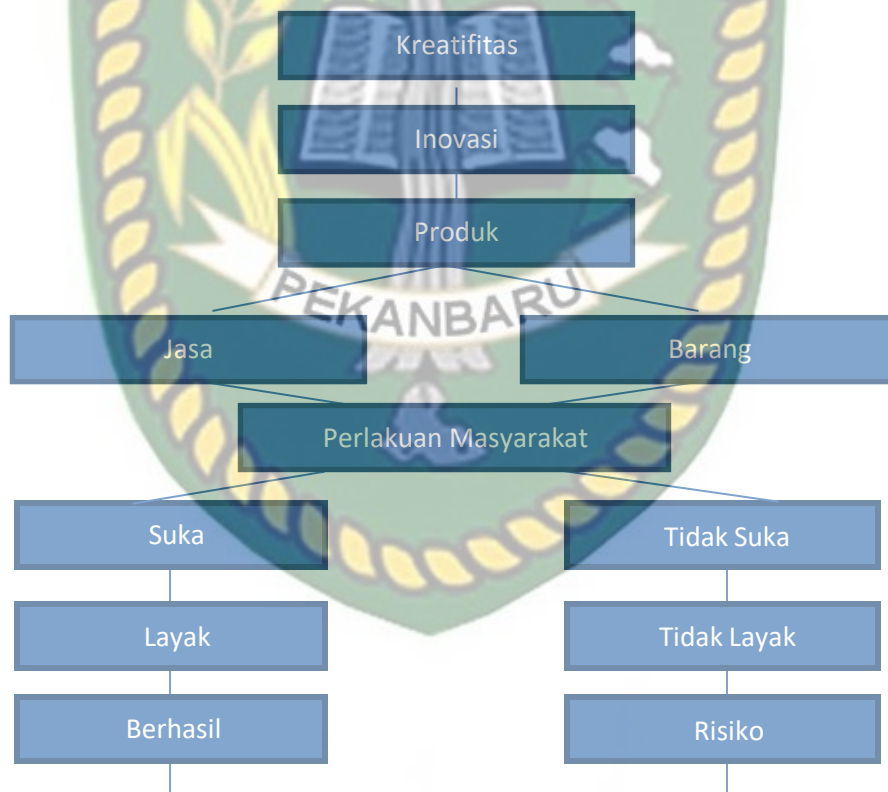 Kreatifitas
Inovasi
Produk
PEKANBARU
Jasa
Barang
Perlakuan Masyarakat
Suka
Tidak Suka
Layak
Tidak Layak
Berhasil
Risiko